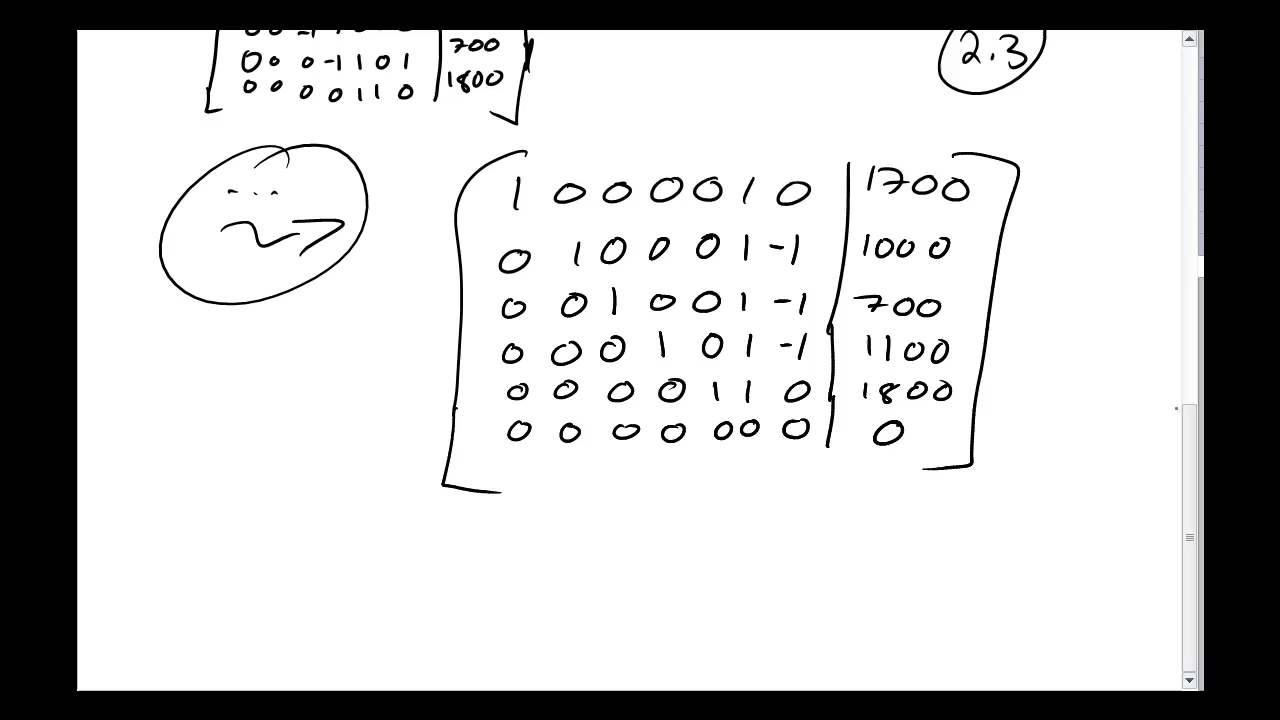 700
0 0 0 -1 1 0 1 1800
0 0 0 0 1 1 0
2.3
1 0 0 0 0 1 0 1700
0 1 0 0 0 1 -1 1000
0 0 1 0 0 1 -1 700
0 0 0 1 0 1 -1 1100
0 0 0 0 1 1 0 1800
0 0 0 0 0 0 0 0